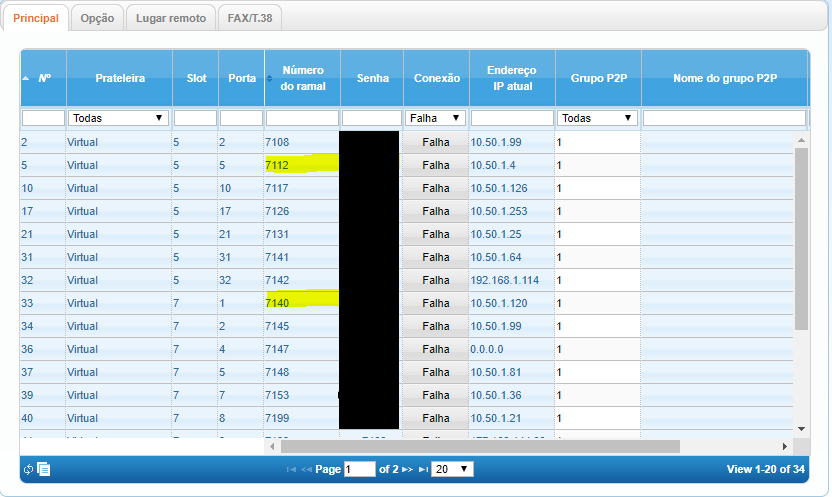 Principal Opção Lugar remoto FAX/T.38
Nº Prateleira Slot Porta Número do ramal Senha Conexão Endereço IP atual Grupo P2P Nome do grupo P2P
Todas Falha Todas
2 Virtual 5 2 7108 Falha 10.50.1.99 1
5 Virtual 5 5 7112 Falha 10.50.1.4 1
10 Virtual 5 10 7117 Falha 10.50.1.126 1
17 Virtual 5 17 7126 Falha 10.50.1.253 1
21 Virtual 5 21 7131 Falha 10.50.1.25 1
31 Virtual 5 31 7141 Falha 10.50.1.64 1
32 Virtual 5 32 7142 Falha 192.168.1.114 1
33 Virtual 7 1 7140 Falha 10.50.1.120 1
34 Virtual 7 2 7145 Falha 10.50.1.99 1
36 Virtual 7 4 7147 Falha 0.0.0.0 1
37 Virtual 7 5 7148 Falha 10.50.1.81 1
39 Virtual 7 7 7153 Falha 10.50.1.36 1
40 Virtual 7 8 7199 Falha 10.50.1.21 1
Page 1 of 2 20 View 1-20 of 34